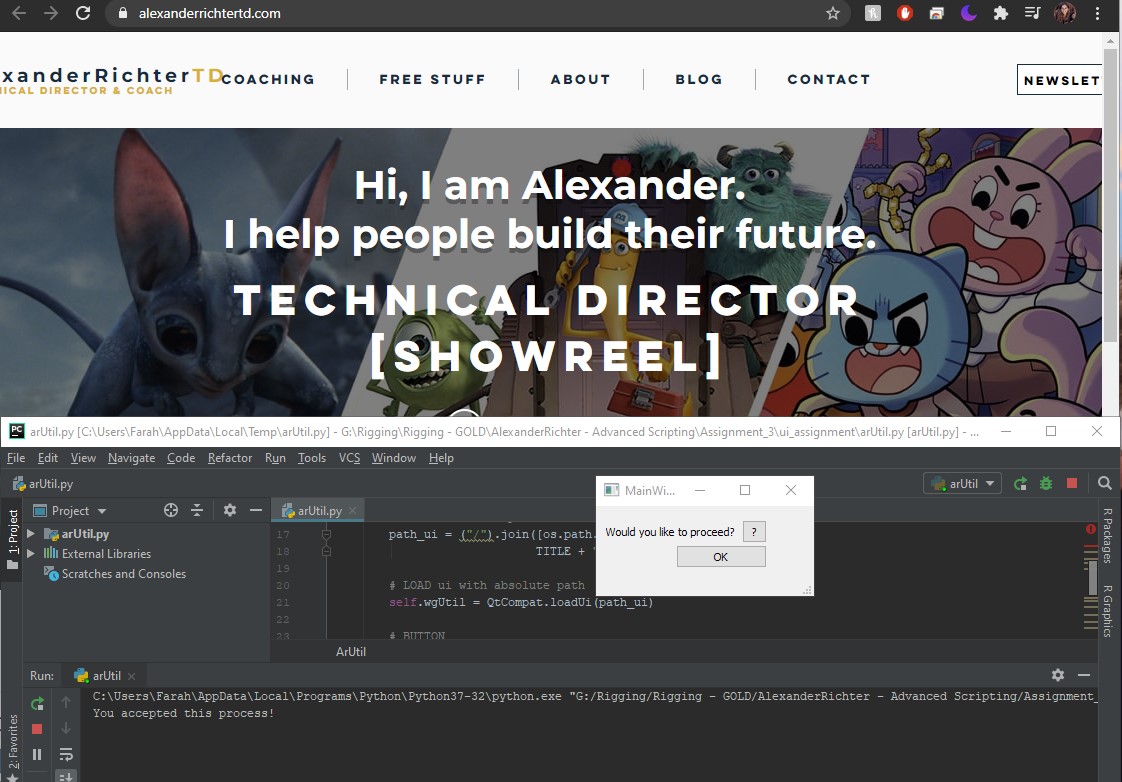 alexanderrichtertd.com
xanderRichterTD
NICAL DIRECTOR & COACH
COACHING
FREE STUFF
ABOUT
BLOG
CONTACT
NEWSLET
Hi, I am Alexander.
I help people build their future.
TECHNICAL DIRECTOR
[SHOWREEL]
PC arUtil.py [C:\Users\Farah\AppData\Local\Temp\arUtil.py] - G:\Rigging\Rigging - GOLD\AlexanderRichter - Advanced Scripting\Assignment_3\ui_assignment\arUtil.py [arUtil.py] - ...
File Edit View Navigate Code Refactor Run Tools VCS Window Help
arUtil.py
arUtil
1: Project
Project
arUtil.py
External Libraries
Scratches and Consoles
arUtil.py
17 path_ui = ("/").join([os.path.
18 TITLE + "
19
20 # LOAD ui with absolute path
21 self.wgUtil = QtCompat.loadUi(path_ui)
22
23 # BUTTON
ArUtil
MainWi...
Would you like to proceed? ?
OK
R Packages
R Graphics
Run: arUtil
C:\Users\Farah\AppData\Local\Programs\Python\Python37-32\python.exe "G:/Rigging/Rigging - GOLD/AlexanderRichter - Advanced Scripting/Assignment_
You accepted this process!
2: Favorites